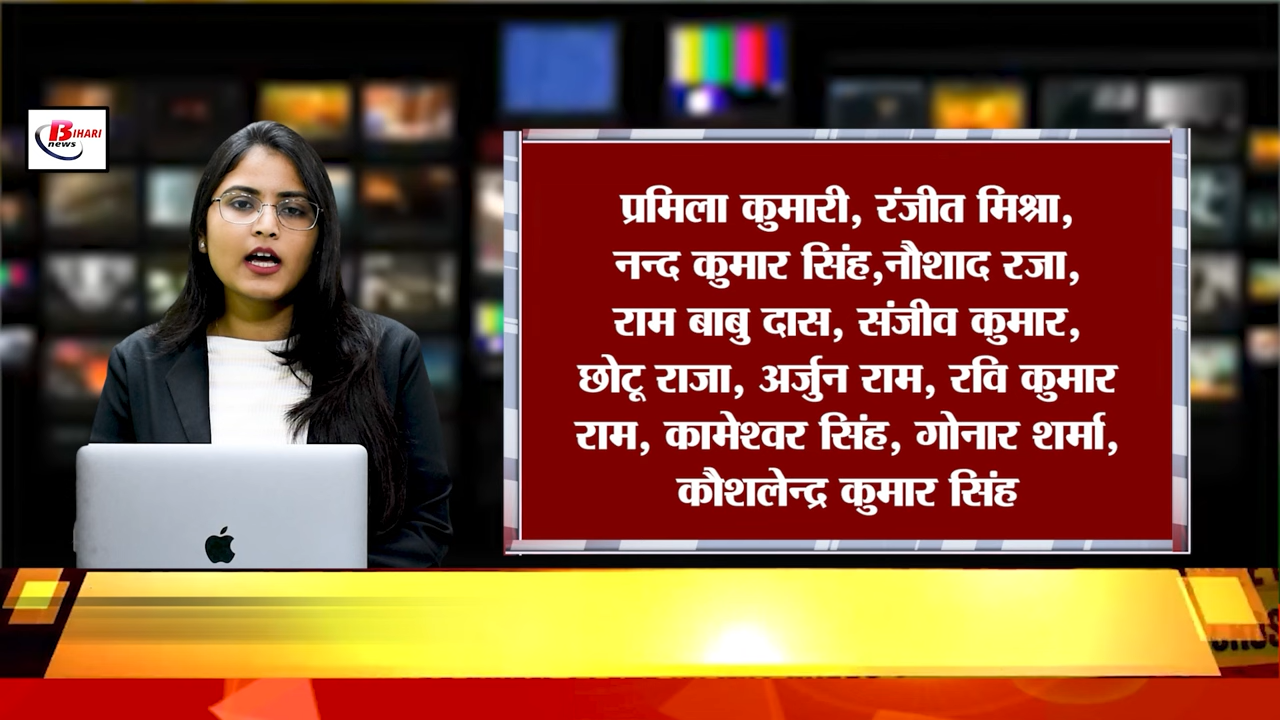 BIHARI
news
प्रमिला कुमारी, रंजीत मिश्रा,
नन्द कुमार सिंह,नौशाद रजा,
राम बाबु दास, संजीव कुमार,
छोटू राजा, अर्जुन राम, रवि कुमार
राम, कामेश्वर सिंह, गोनार शर्मा,
कौशलेन्द्र कुमार सिंह